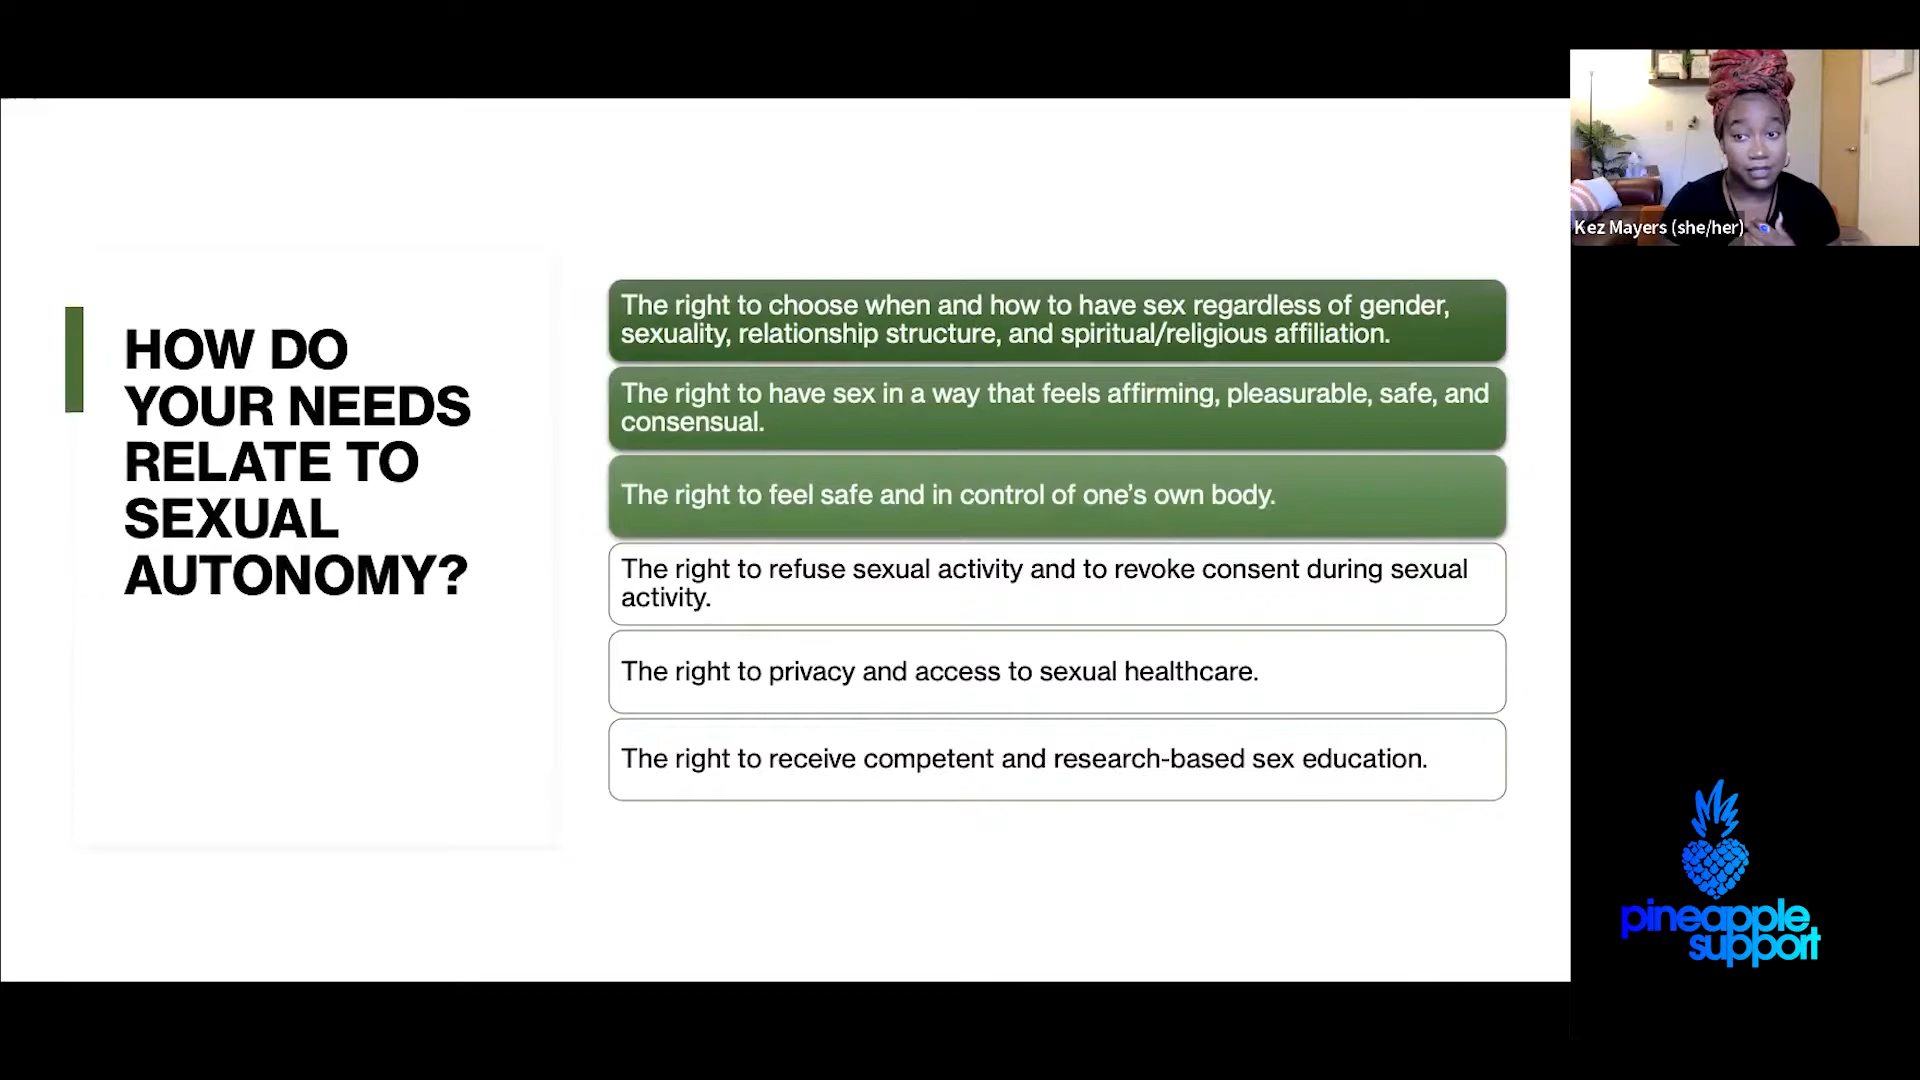 Kez Mayers (she/her)
HOW DO
YOUR NEEDS
RELATE TO
SEXUAL
AUTONOMY?
The right to choose when and how to have sex regardless of gender,
sexuality, relationship structure, and spiritual/religious affiliation.
The right to have sex in a way that feels affirming, pleasurable, safe, and
consensual.
The right to feel safe and in control of one’s own body.
The right to refuse sexual activity and to revoke consent during sexual
activity.
The right to privacy and access to sexual healthcare.
The right to receive competent and research-based sex education.
pineapple
support